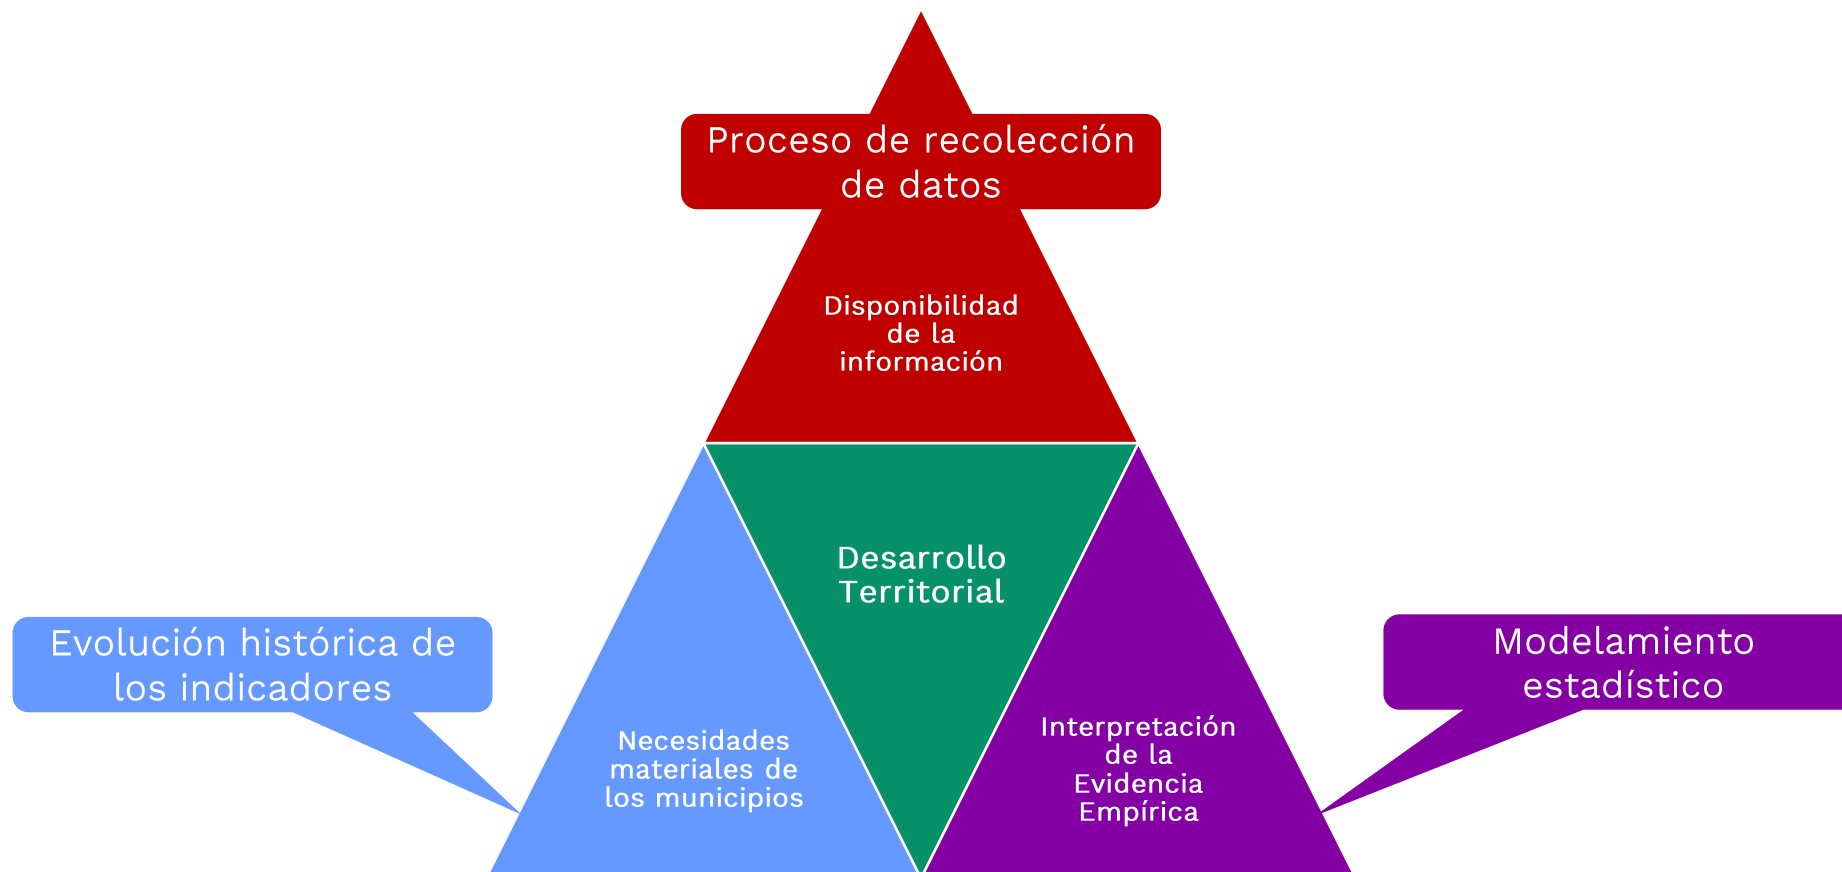 Proceso de recolección
de datos
Disponibilidad
de la
información
Desarrollo
Territorial
Evolución histórica de
los indicadores
Necesidades
materiales de
los municipios
Modelamiento
estadístico
Interpretación
de la
Evidencia
Empírica